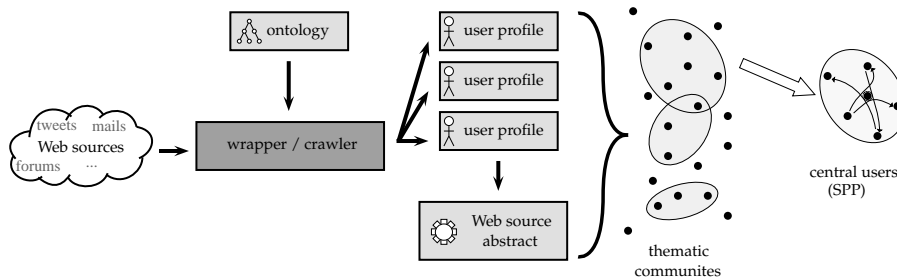 ontology
user profile
user profile
user profile
tweets mails
Web sources
forums ...
wrapper / crawler
Web source
abstract
thematic
communites
central users
(SPP)